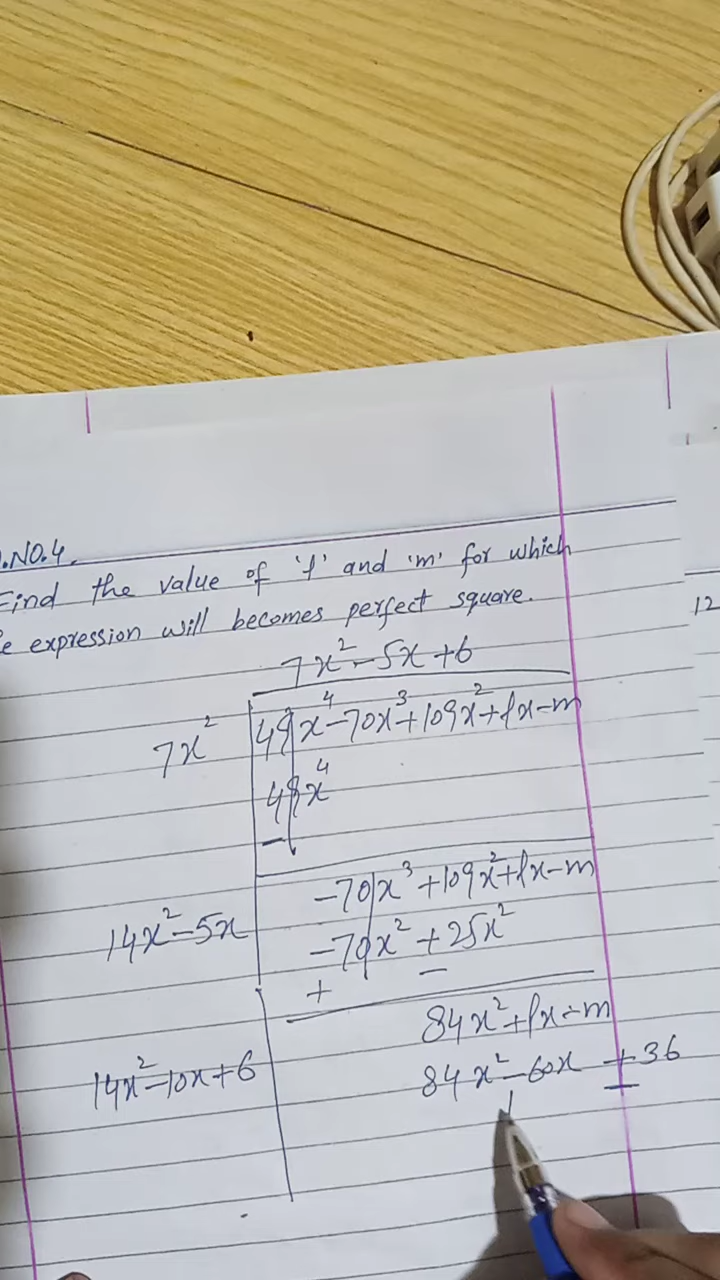 .NO.4.
Find the value of 'l' and 'm' for which
e expression will becomes perfect square.
7x² - 5x + 6
7x² 49x⁴ - 70x³ + 109x² + lx - m
49x⁴
-
-70x³ + 109x² + lx - m
14x² - 5x -70x² + 25x²
+ -
84x² + lx - m
14x² - 10x + 6 84x² - 60x + 36
-
12